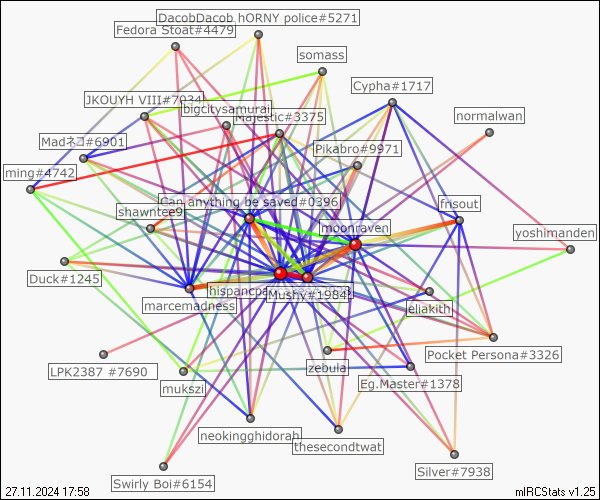 DacobDacob hORNY police#5271
Fedora Stoat#4479
somass
Cypha#1717
JKOUYH VIII#7934
bigcitysamurai
Majestic#3375
normalwan
Madネコ#6901
Pikabro#9971
ming#4742
Can anything be saved#0396
frisout
shawntee9
moonraven
yoshimanden
Duck#1245
hispancpa
Mushy#1984
marcemadness
eliakith
Pocket Persona#3326
zebula
LPK2387 #7690
mukszi
Eg.Master#1378
neokingghidorah
thesecondtwat
Silver#7938
Swirly Boi#6154
27.11.2024 17:58
mIRCStats v1.25